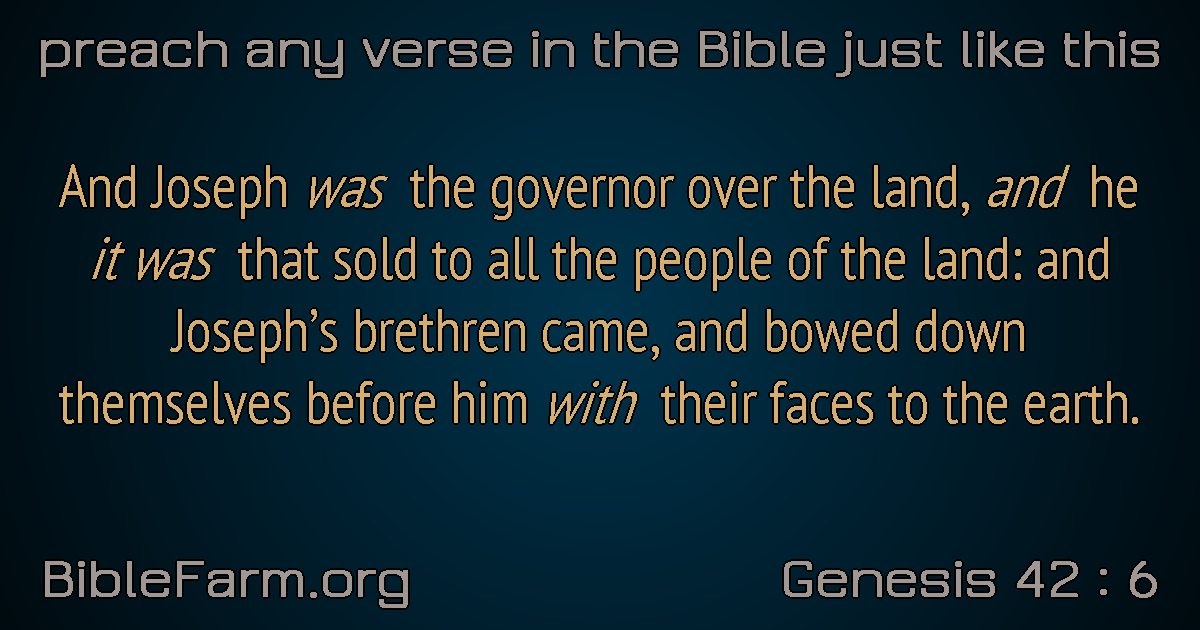 preach any verse in the Bible just like this
And Joseph was the governor over the land, and he
it was that sold to all the people of the land: and
Joseph’s brethren came, and bowed down
themselves before him with their faces to the earth.
BibleFarm.org
Genesis 42 : 6